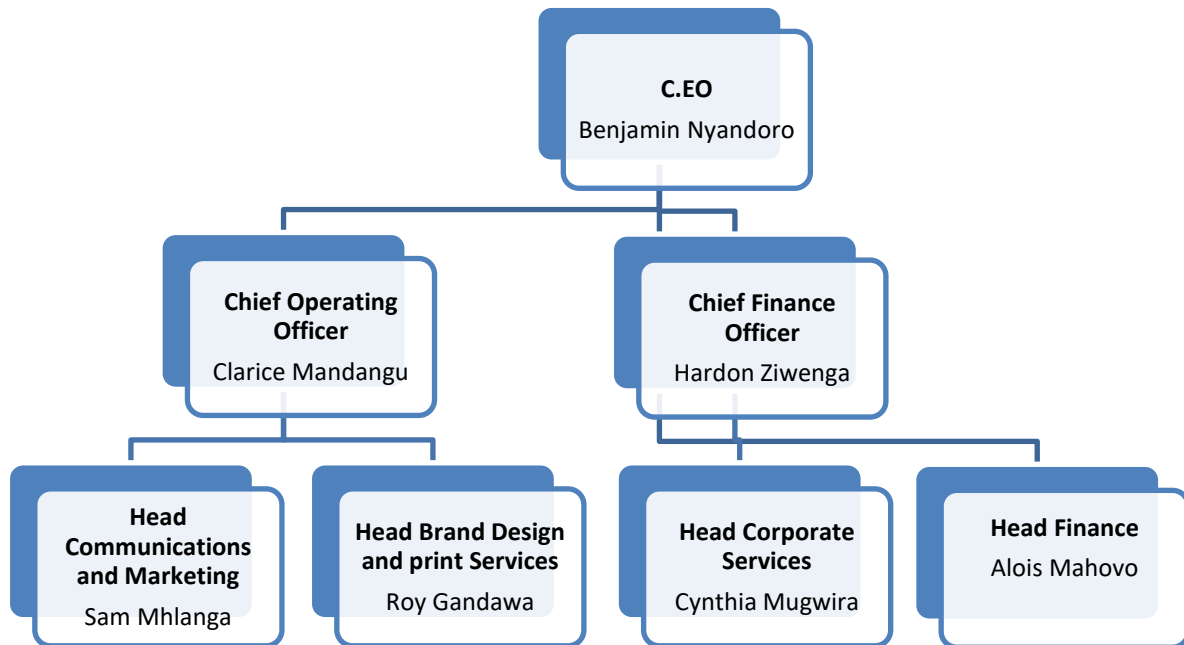 C.EO
Benjamin Nyandoro
Chief Operating
Officer
Clarice Mandangu
Chief Finance
Officer
Hardon Ziwenga
Head
Communications
and Marketing
Sam Mhlanga
Head Brand Design
and print Services
Roy Gandawa
Head Corporate
Services
Cynthia Mugwira
Head Finance
Alois Mahovo